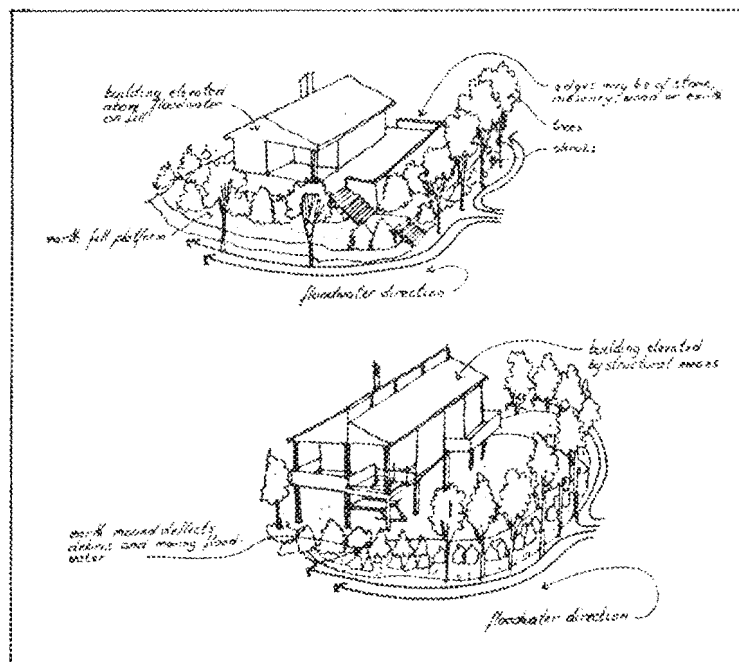 building elevated
above floodwater
on fill
edges may be of stone,
masonry, wood or
trees
shrubs
earth fill platform
floodwater direction
building elevated
by structural means
earth mound deflects
debris and moving flood-
water
floodwater direction